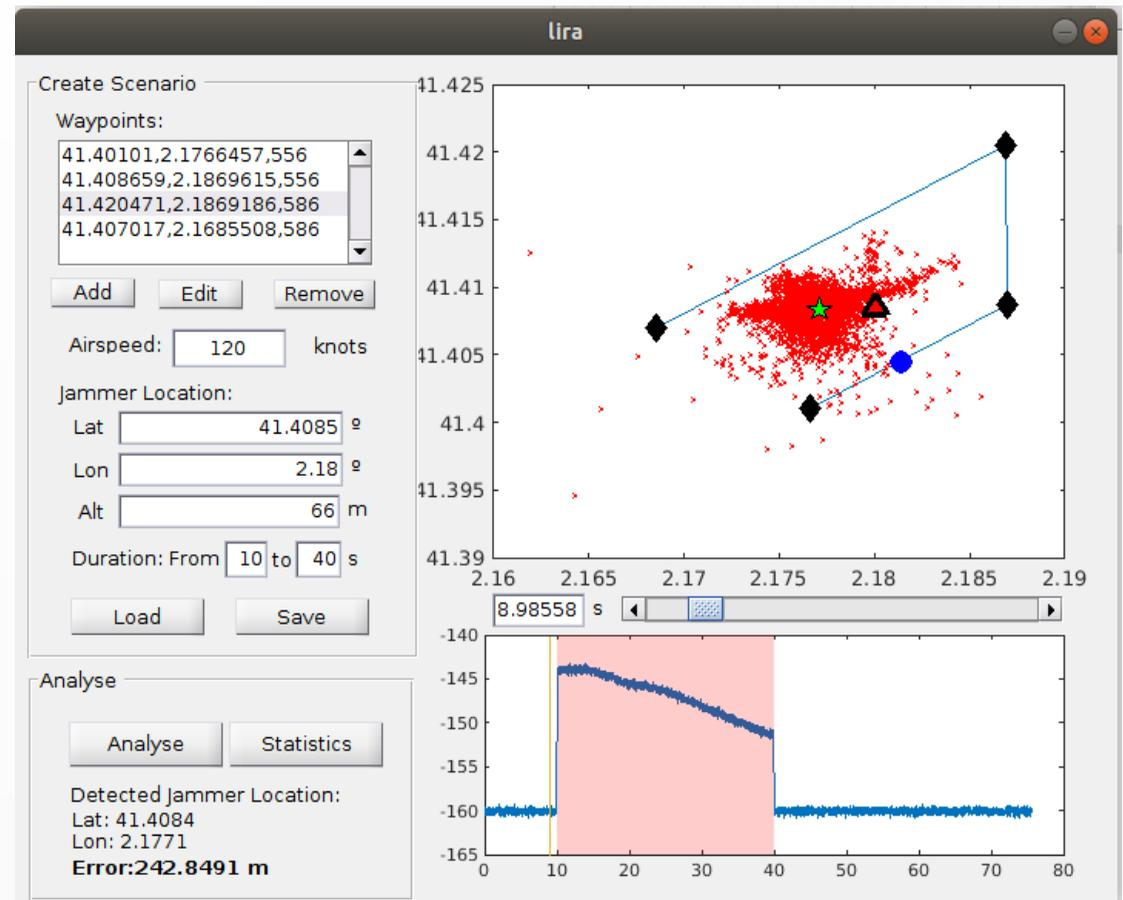 lira
Create Scenario
Waypoints:
41.40101,2.1766457,556
41.408659,2.1869615,556
41.420471,2.1869186,586
41.407017,2.1685508,586
Add Edit Remove
Airspeed: 120 knots
Jammer Location:
Lat 41.4085 º
Lon 2.18 º
Alt 66 m
Duration: From 10 to 40 s
Load Save
Analyse
Analyse Statistics
Detected Jammer Location:
Lat: 41.4084
Lon: 2.1771
Error:242.8491 m
41.425
41.42
41.415
41.41
41.405
41.4
41.395
41.39
2.16 2.165 2.17 2.175 2.18 2.185 2.19
8.98558 s
-140
-145
-150
-155
-160
-165
0 10 20 30 40 50 60 70 80